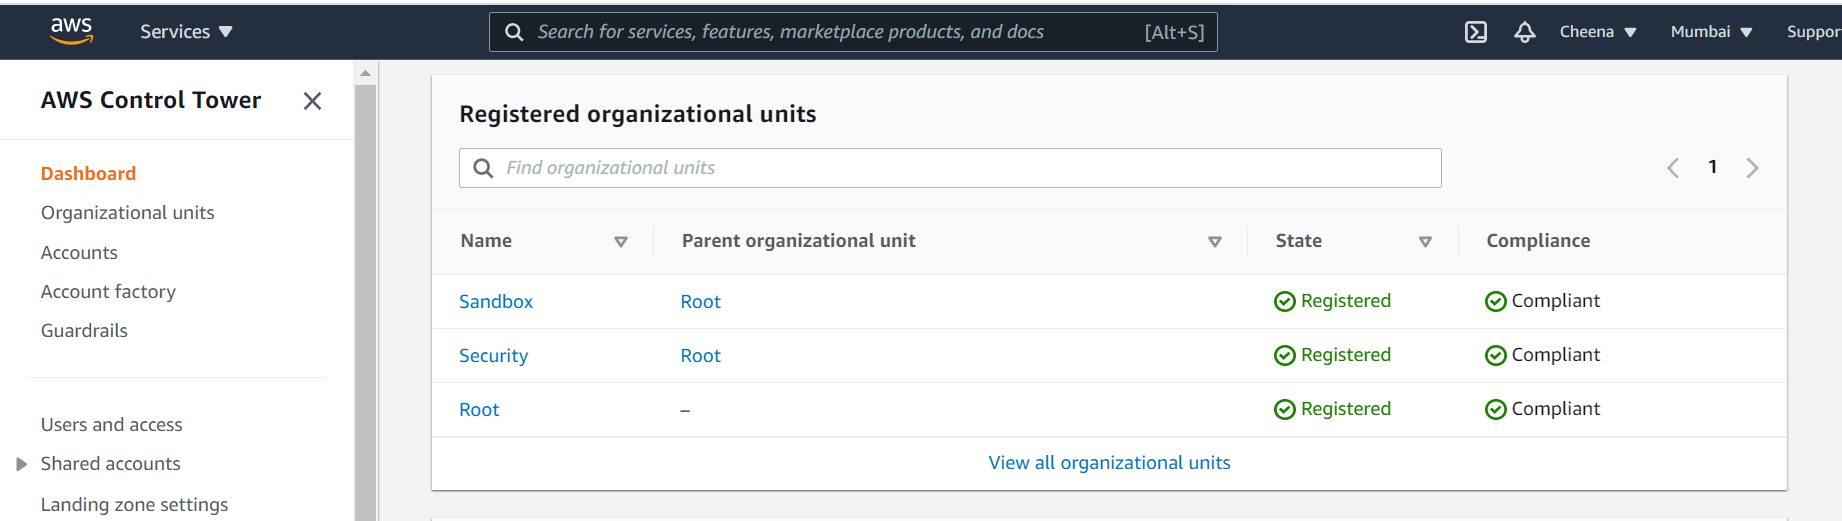 aws
Services
Search for services, features, marketplace products, and docs
[Alt+S]
Cheena
Mumbai
Suppor
AWS Control Tower
Dashboard
Organizational units
Accounts
Account factory
Guardrails
Users and access
Shared accounts
Landing zone settings
Registered organizational units
Find organizational units
1
Name Parent organizational unit State Compliance
Sandbox Root Registered Compliant
Security Root Registered Compliant
Root – Registered Compliant
View all organizational units